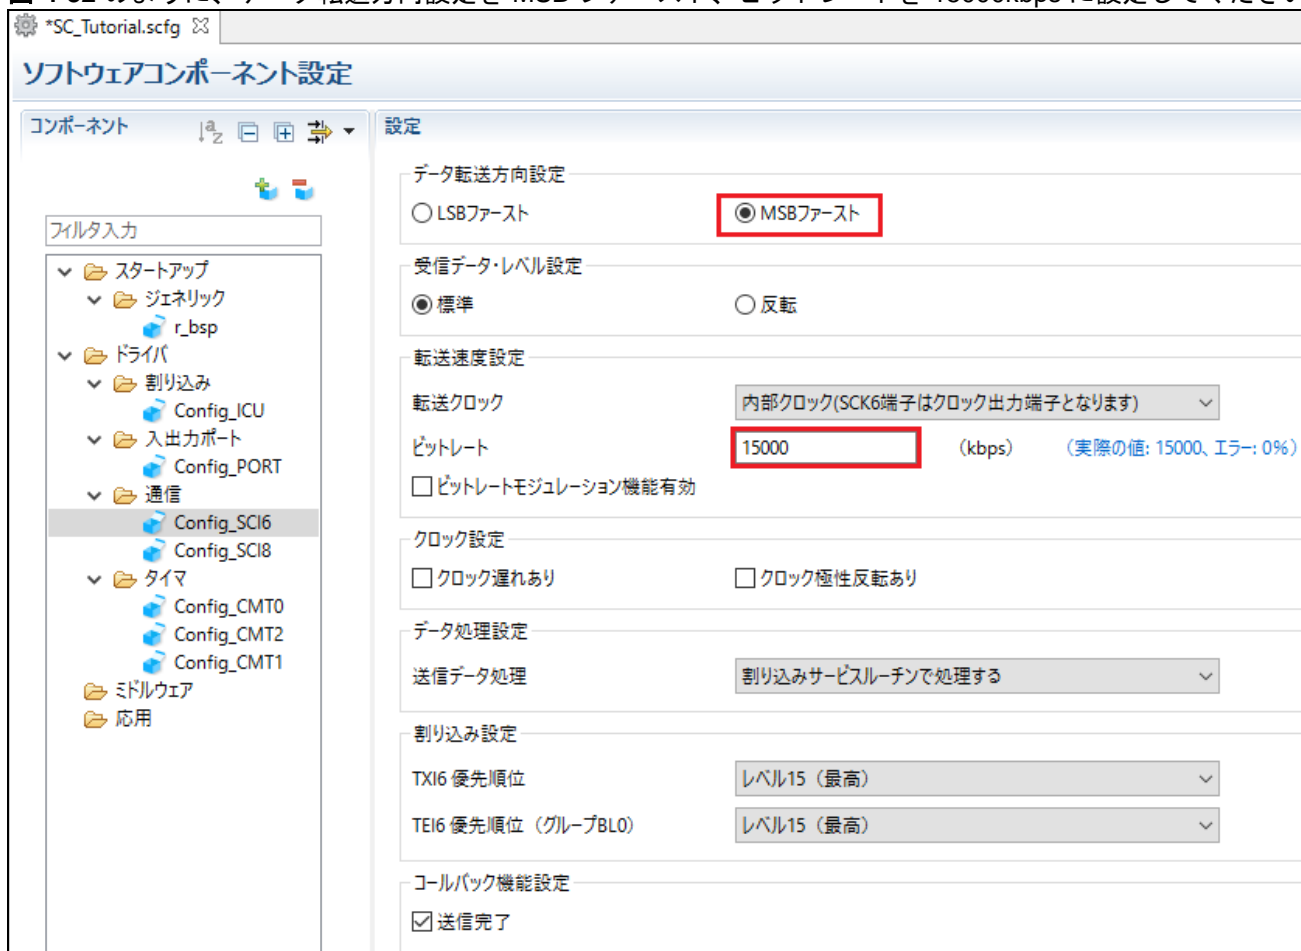 *SC_Tutorial.scfg
ソフトウェアコンポーネント設定
コンポーネント
フィルタ入力
スタートアップ
ジェネリック
r_bsp
ドライバ
割り込み
Config_ICU
入出力ポート
Config_PORT
通信
Config_SCI6
Config_SCI8
タイマ
Config_CMT0
Config_CMT2
Config_CMT1
ミドルウェア
応用
設定
データ転送方向設定
LSBファースト MSBファースト
受信データ・レベル設定
標準 反転
転送速度設定
転送クロック 内部クロック(SCK6端子はクロック出力端子となります)
ビットレート 15000 (kbps) (実際の値: 15000、エラー: 0%)
ビットレートモジュレーション機能有効
クロック設定
クロック遅れあり クロック極性反転あり
データ処理設定
送信データ処理 割り込みサービスルーチンで処理する
割り込み設定
TXI6 優先順位 レベル15（最高）
TEI6 優先順位（グループBL0） レベル15（最高）
コールバック機能設定
送信完了